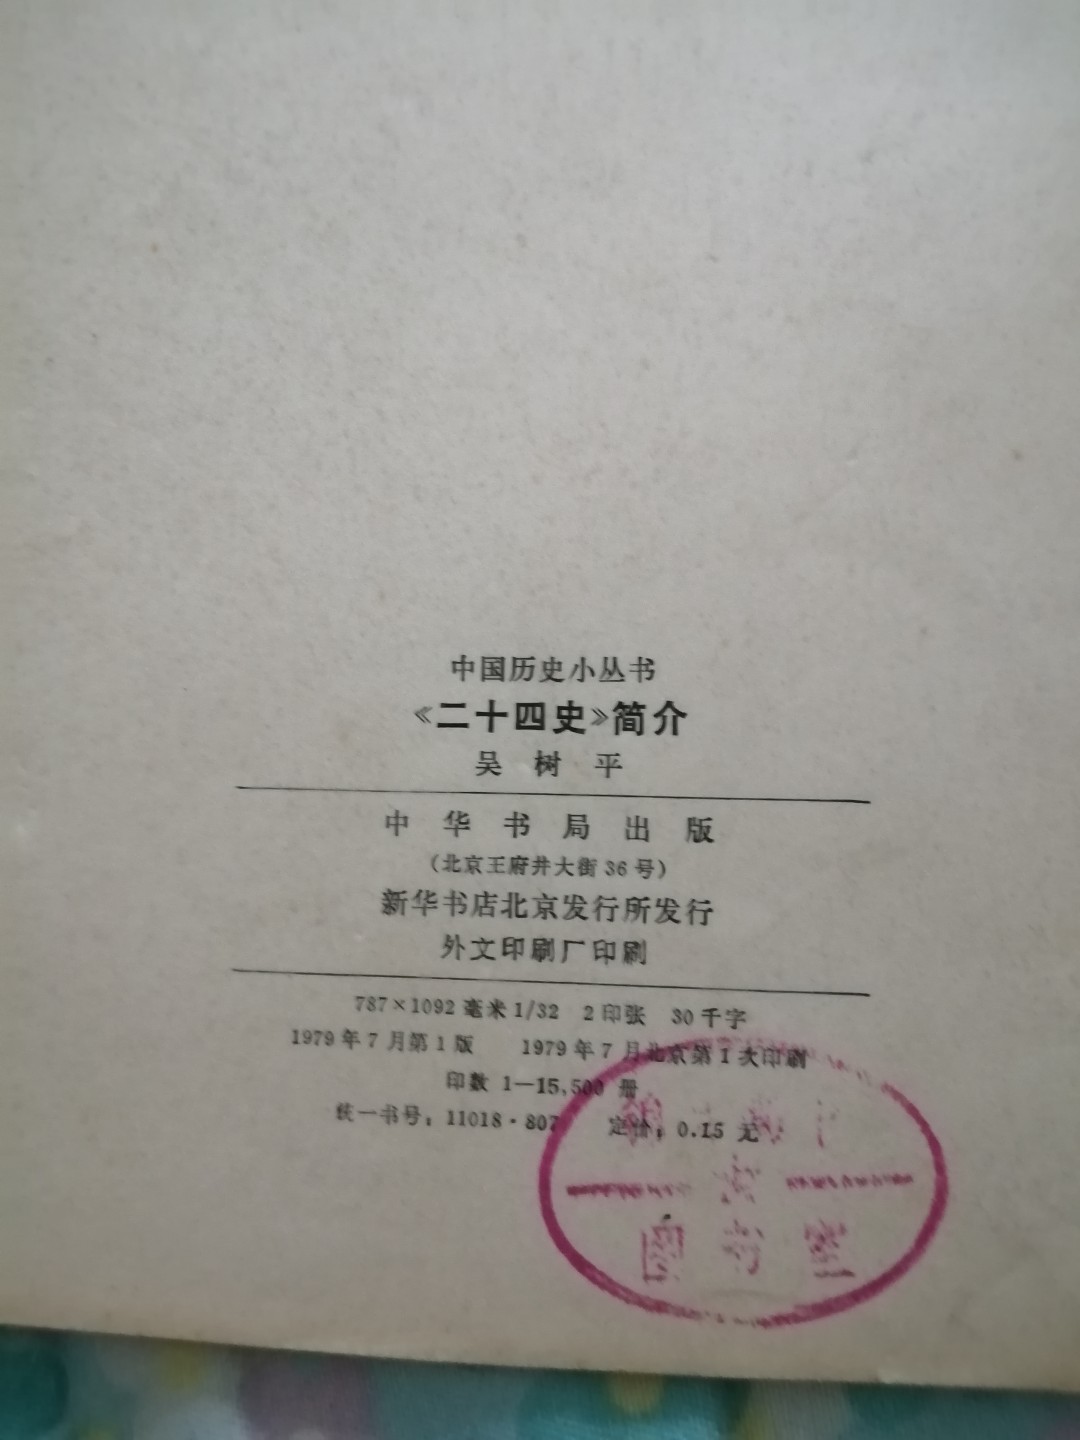 中国历史小丛书
《二十四史》简介
吴树平
中华书局出版
（北京王府井大街36号）
新华书店北京发行所发行
外文印刷厂印刷
787×1092毫米1/32 2印张 30千字
1979年7月第1版 1979年7月北京第1次印刷
印数 1—15,500 册
统一书号：11018·807 定价：0.15 元
图书室